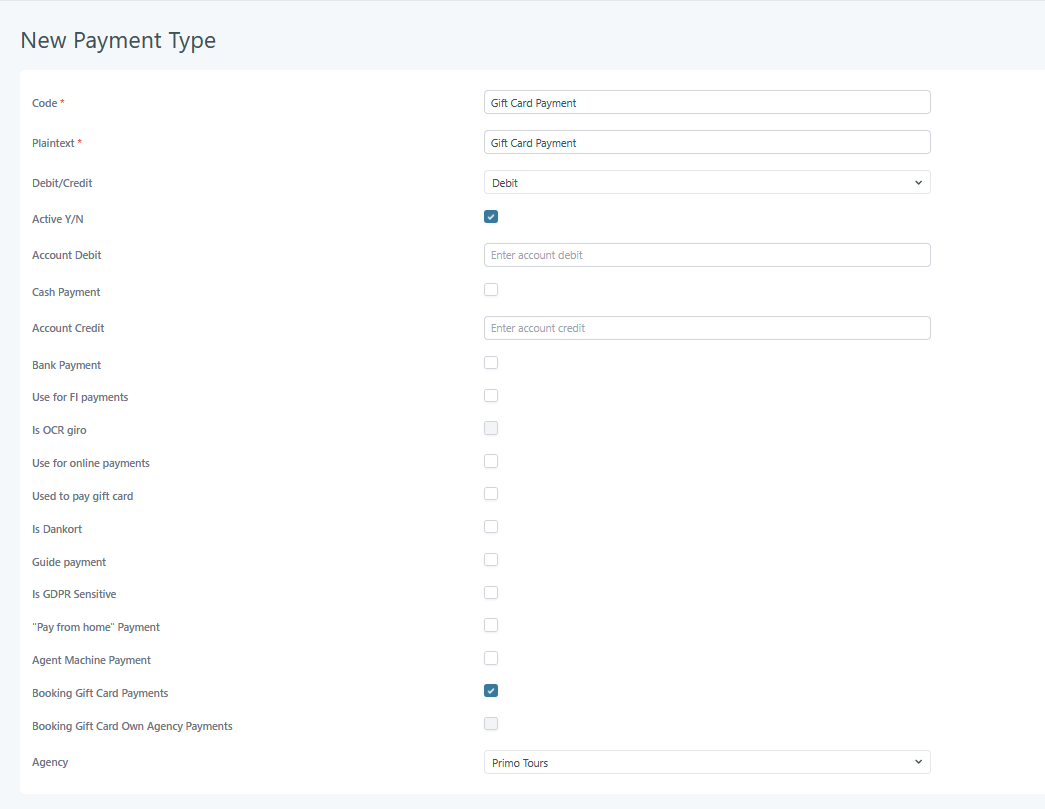 New Payment Type
Code *
Gift Card Payment
Plaintext *
Gift Card Payment
Debit/Credit
Debit
Active Y/N
Account Debit
Enter account debit
Cash Payment
Account Credit
Enter account credit
Bank Payment
Use for FI payments
Is OCR giro
Use for online payments
Used to pay gift card
Is Dankort
Guide payment
Is GDPR Sensitive
"Pay from home" Payment
Agent Machine Payment
Booking Gift Card Payments
Booking Gift Card Own Agency Payments
Agency
Primo Tours